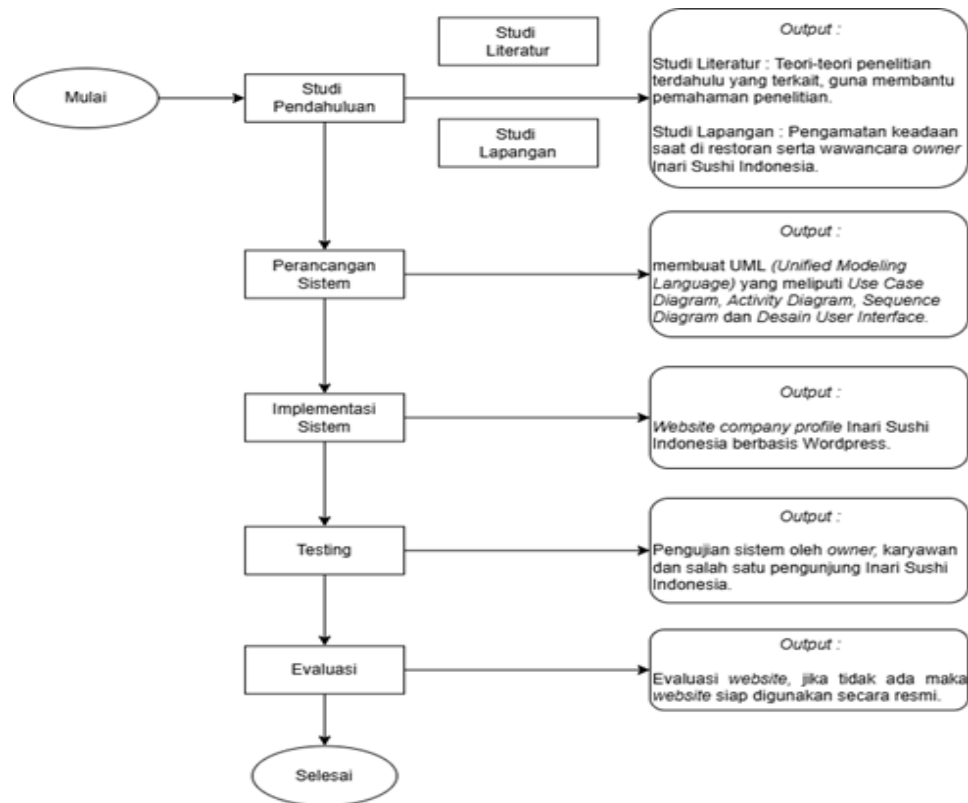 Mulai
Studi
Pendahuluan
Studi
Literatur
Studi
Lapangan
Output :
Studi Literatur : Teori-teori penelitian
terdahulu yang terkait, guna membantu
pemahaman penelitian.
Studi Lapangan : Pengamatan keadaan
saat di restoran serta wawancara owner
Inari Sushi Indonesia.
Perancangan
Sistem
Output :
membuat UML (Unified Modeling
Language) yang meliputi Use Case
Diagram, Activity Diagram, Sequence
Diagram dan Desain User Interface.
Implementasi
Sistem
Output :
Website company profile Inari Sushi
Indonesia berbasis Wordpress.
Testing
Output :
Pengujian sistem oleh owner, karyawan
dan salah satu pengunjung Inari Sushi
Indonesia.
Evaluasi
Output :
Evaluasi website, jika tidak ada maka
website siap digunakan secara resmi.
Selesai